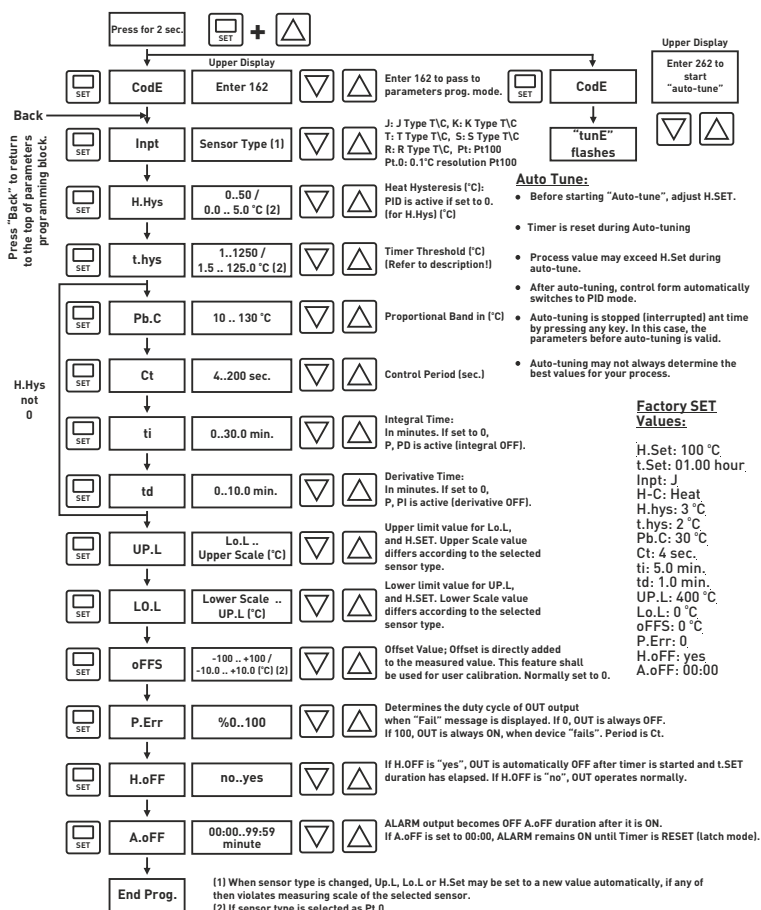 Press for 2 sec.
SET
+
Upper Display
SET
CodE
Enter 162
Enter 162 to pass to
parameters prog. mode.
SET
CodE
Upper Display
Enter 262 to
start
"auto-tune"
"tunE"
flashes
Back
Press "Back" to return
to the top of parameters
programming block.
SET
Inpt
Sensor Type (1)
J: J Type T\C, K: K Type T\C
T: T Type T\C, S: S Type T\C
R: R Type T\C, Pt: Pt100
Pt.0: 0.1°C resolution Pt100
SET
H.Hys
0..50 /
0.0 .. 5.0 °C (2)
Heat Hysteresis (°C):
PID is active if set to 0.
(for H.Hys) (°C)
SET
t.hys
1..1250 /
1.5 .. 125.0 °C (2)
Timer Threshold (°C)
(Refer to description!)
H.Hys
not
0
SET
Pb.C
10 .. 130 °C
Proportional Band in (°C)
SET
Ct
4..200 sec.
Control Period (sec.)
SET
ti
0..30.0 min.
Integral Time:
In minutes. If set to 0,
P, PD is active (integral OFF).
SET
td
0..10.0 min.
Derivative Time:
In minutes. If set to 0,
P, PI is active (derivative OFF).
SET
UP.L
Lo.L ..
Upper Scale (°C)
Upper limit value for Lo.L,
and H.SET. Upper Scale value
differs according to the selected
sensor type.
SET
LO.L
Lower Scale ..
UP.L (°C)
Lower limit value for UP.L,
and H.SET. Lower Scale value
differs according to the selected
sensor type.
SET
oFFS
-100 .. +100 /
-10.0 .. +10.0 (°C) (2)
Offset Value; Offset is directly added
to the measured value. This feature shall
be used for user calibration. Normally set to 0.
SET
P.Err
%0..100
Determines the duty cycle of OUT output
when "Fail" message is displayed. If 0, OUT is always OFF.
If 100, OUT is always ON, when device "fails". Period is Ct.
SET
H.oFF
no..yes
If H.OFF is "yes", OUT is automatically OFF after timer is started and t.SET
duration has elapsed. If H.OFF is "no", OUT operates normally.
SET
A.oFF
00:00..99:59
minute
ALARM output becomes OFF A.oFF duration after it is ON.
If A.oFF is set to 00:00, ALARM remains ON until Timer is RESET (latch mode).
End Prog.
Auto Tune:
• Before starting "Auto-tune", adjust H.SET.
• Timer is reset during Auto-tuning
• Process value may exceed H.Set during
auto-tune.
• After auto-tuning, control form automatically
switches to PID mode.
• Auto-tuning is stopped (interrupted) ant time
by pressing any key. In this case, the
parameters before auto-tuning is valid.
• Auto-tuning may not always determine the
best values for your process.
Factory SET
Values:
H.Set: 100 °C
t.Set: 01.00 hour
Inpt: J
H-C: Heat
H.hys: 3 °C
t.hys: 2 °C
Pb.C: 30 °C
Ct: 4 sec.
ti: 5.0 min.
td: 1.0 min.
UP.L: 400 °C
Lo.L: 0 °C
oFFS: 0 °C
P.Err: 0
H.oFF: yes
A.oFF: 00:00
(1) When sensor type is changed, Up.L, Lo.L or H.Set may be set to a new value automatically, if any of
then violates measuring scale of the selected sensor.
(2) If sensor type is selected as Pt.0